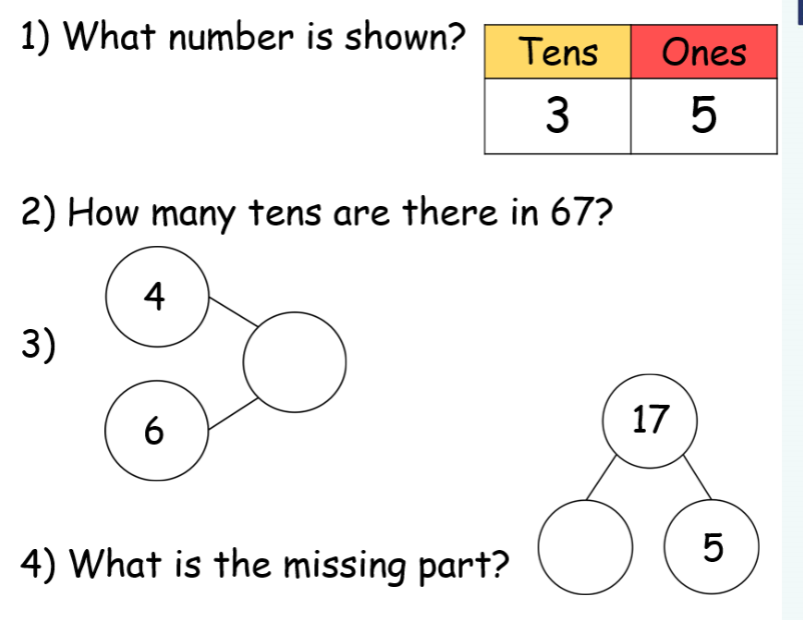 1) What number is shown?
Tens Ones
3 5
2) How many tens are there in 67?
4
3)
6
17
5
4) What is the missing part?